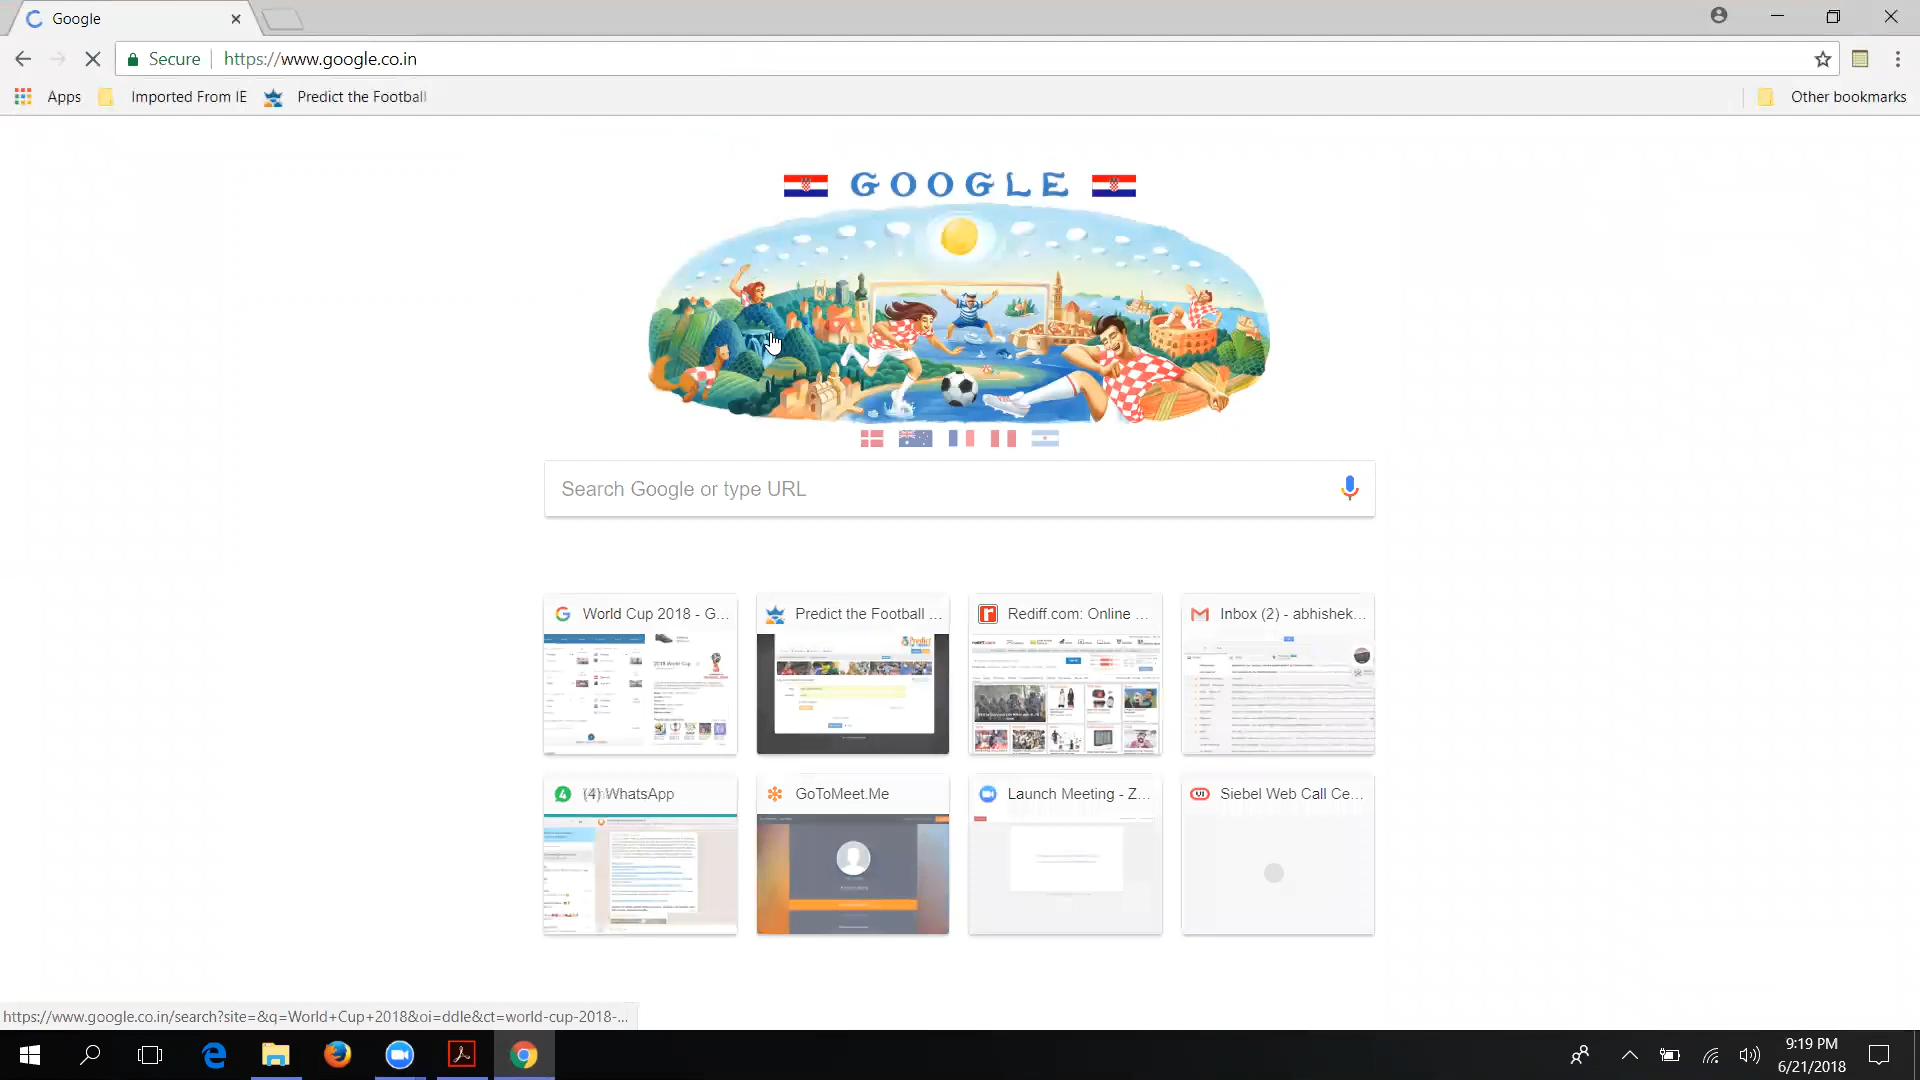 Google
Secure
https://www.google.co.in
Apps
Imported From IE
Predict the Football
Other bookmarks
GOOGLE
Search Google or type URL
World Cup 2018 - G...
Predict the Football ...
Rediff.com: Online ...
Inbox (2) - abhishek...
(4) WhatsApp
GoToMeet.Me
Launch Meeting - Z...
Siebel Web Call Ce...
https://www.google.co.in/search?site=&q=World+Cup+2018&oi=ddle&ct=world-cup-2018-...
9:19 PM
6/21/2018